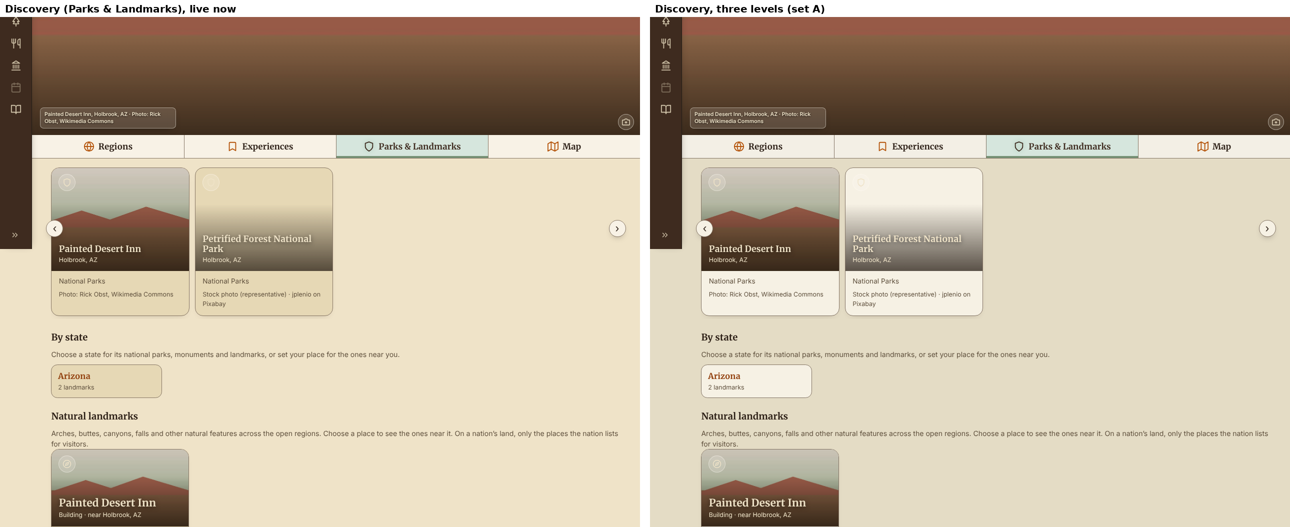 Discovery (Parks & Landmarks), live now
Painted Desert Inn, Holbrook, AZ · Photo: Rick
Obst, Wikimedia Commons
Regions
Experiences
Parks & Landmarks
Map
Painted Desert Inn
Holbrook, AZ
National Parks
Photo: Rick Obst, Wikimedia Commons
Petrified Forest National
Park
Holbrook, AZ
National Parks
Stock photo (representative) · jplenio on
Pixabay
By state
Choose a state for its national parks, monuments and landmarks, or set your place for the ones near you.
Arizona
2 landmarks
Natural landmarks
Arches, buttes, canyons, falls and other natural features across the open regions. Choose a place to see the ones near it. On a nation's land, only the places the nation lists
for visitors.
Painted Desert Inn
Building · near Holbrook, AZ
Discovery, three levels (set A)
Painted Desert Inn, Holbrook, AZ · Photo: Rick
Obst, Wikimedia Commons
Regions
Experiences
Parks & Landmarks
Map
Painted Desert Inn
Holbrook, AZ
National Parks
Photo: Rick Obst, Wikimedia Commons
Petrified Forest National
Park
Holbrook, AZ
National Parks
Stock photo (representative) · jplenio on
Pixabay
By state
Choose a state for its national parks, monuments and landmarks, or set your place for the ones near you.
Arizona
2 landmarks
Natural landmarks
Arches, buttes, canyons, falls and other natural features across the open regions. Choose a place to see the ones near it. On a nation's land, only the places the nation lists
for visitors.
Painted Desert Inn
Building · near Holbrook, AZ